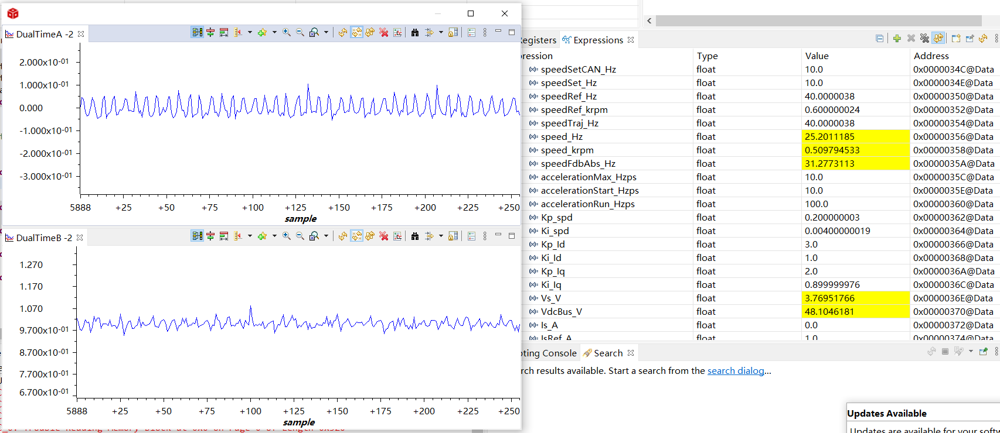 DualTimeA -2
2.000x10-01
1.000x10-01
0.000
-1.000x10-01
-2.000x10-01
-3.000x10-01
5888 +25 +50 +75 +100 +125 +150 +175 +200 +225 +250
sample
DualTimeB -2
1.270
1.170
1.070
9.700x10-01
8.700x10-01
7.700x10-01
6.700x10-01
5888 +25 +50 +75 +100 +125 +150 +175 +200 +225 +250
sample
Registers Expressions
ression Type Value Address
(x)= speedSetCAN_Hz float 10.0 0x0000034C@Data
(x)= speedSet_Hz float 10.0 0x0000034E@Data
(x)= speedRef_Hz float 40.0000038 0x00000350@Data
(x)= speedRef_krpm float 0.600000024 0x00000352@Data
(x)= speedTraj_Hz float 40.0000038 0x00000354@Data
(x)= speed_Hz float 25.2011185 0x00000356@Data
(x)= speed_krpm float 0.509794533 0x00000358@Data
(x)= speedFdbAbs_Hz float 31.2773113 0x0000035A@Data
(x)= accelerationMax_Hzps float 10.0 0x0000035C@Data
(x)= accelerationStart_Hzps float 10.0 0x0000035E@Data
(x)= accelerationRun_Hzps float 100.0 0x00000360@Data
(x)= Kp_spd float 0.200000003 0x00000362@Data
(x)= Ki_spd float 0.00400000019 0x00000364@Data
(x)= Kp_Id float 3.0 0x00000366@Data
(x)= Ki_Id float 1.0 0x00000368@Data
(x)= Kp_Iq float 2.0 0x0000036A@Data
(x)= Ki_Iq float 0.899999976 0x0000036C@Data
(x)= Vs_V float 3.76951766 0x0000036E@Data
(x)= VdcBus_V float 48.1046181 0x00000370@Data
(x)= Is_A float 0.0 0x00000372@Data
(x)= IsRef_A float 1.0 0x00000374@Data
pting Console Search
rch results available. Start a search from the search dialog...
Updates Available
Updates are available for your softw